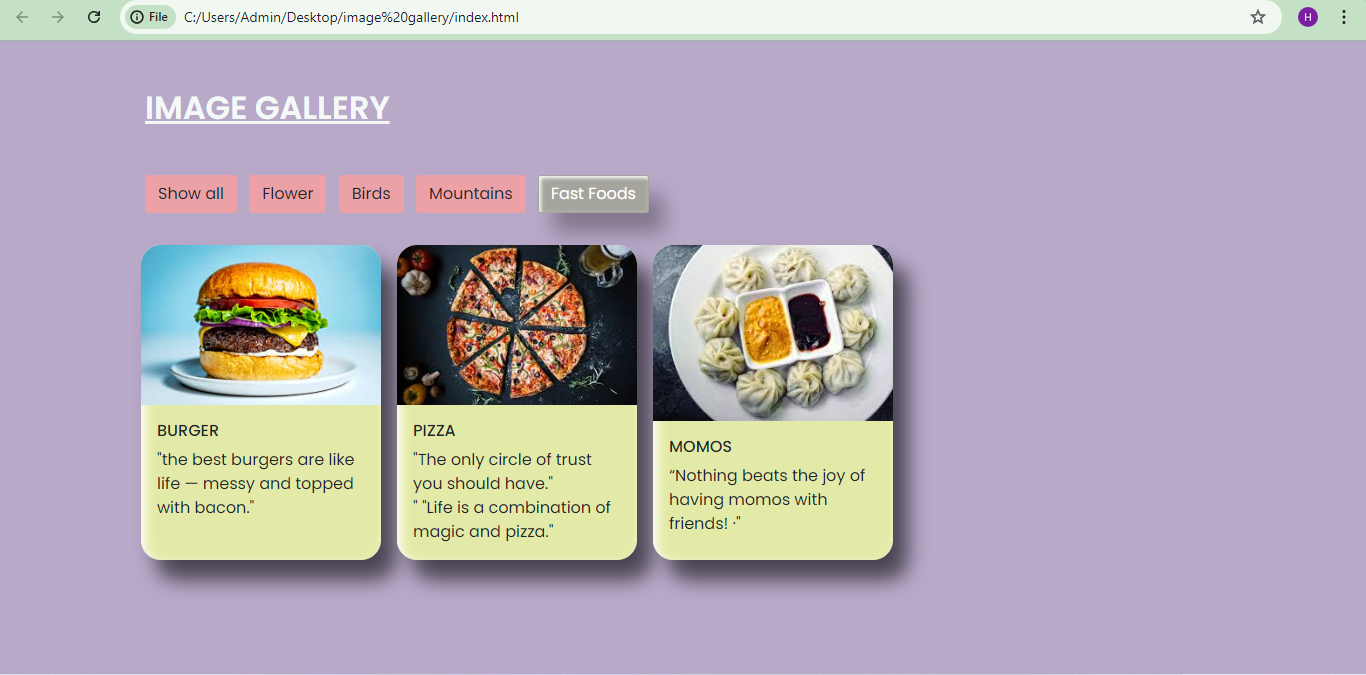 File C:/Users/Admin/Desktop/image%20gallery/index.html H
IMAGE GALLERY
Show all Flower Birds Mountains Fast Foods
BURGER
"the best burgers are like
life — messy and topped
with bacon."
PIZZA
"The only circle of trust
you should have."
" "Life is a combination of
magic and pizza."
MOMOS
“Nothing beats the joy of
having momos with
friends! ·"